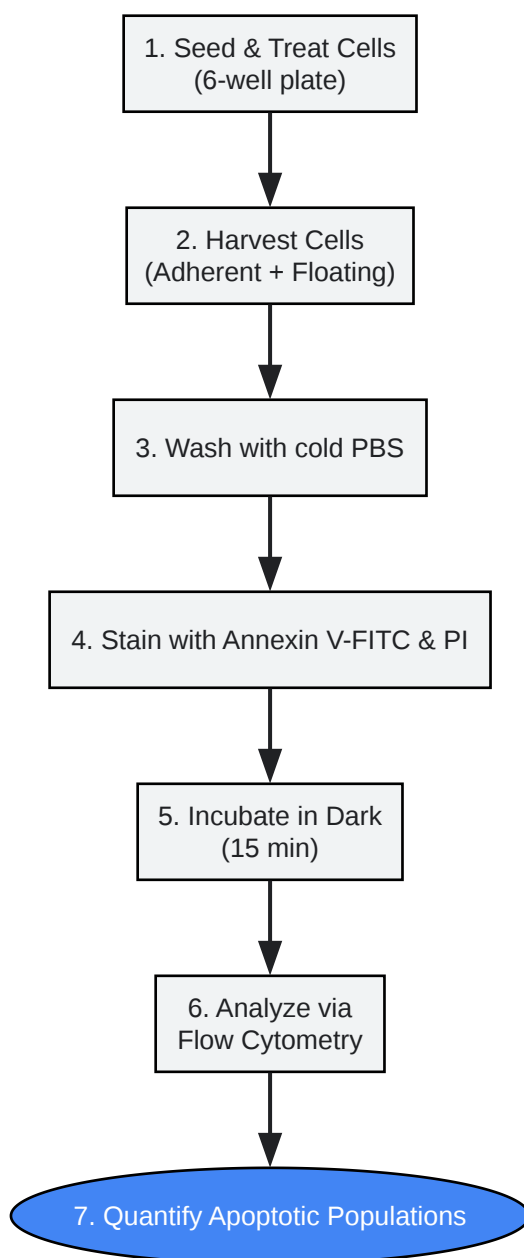 1. Seed & Treat Cells
(6-well plate)
2. Harvest Cells
(Adherent + Floating)
3. Wash with cold PBS
4. Stain with Annexin V-FITC & PI
5. Incubate in Dark
(15 min)
6. Analyze via
Flow Cytometry
7. Quantify Apoptotic Populations